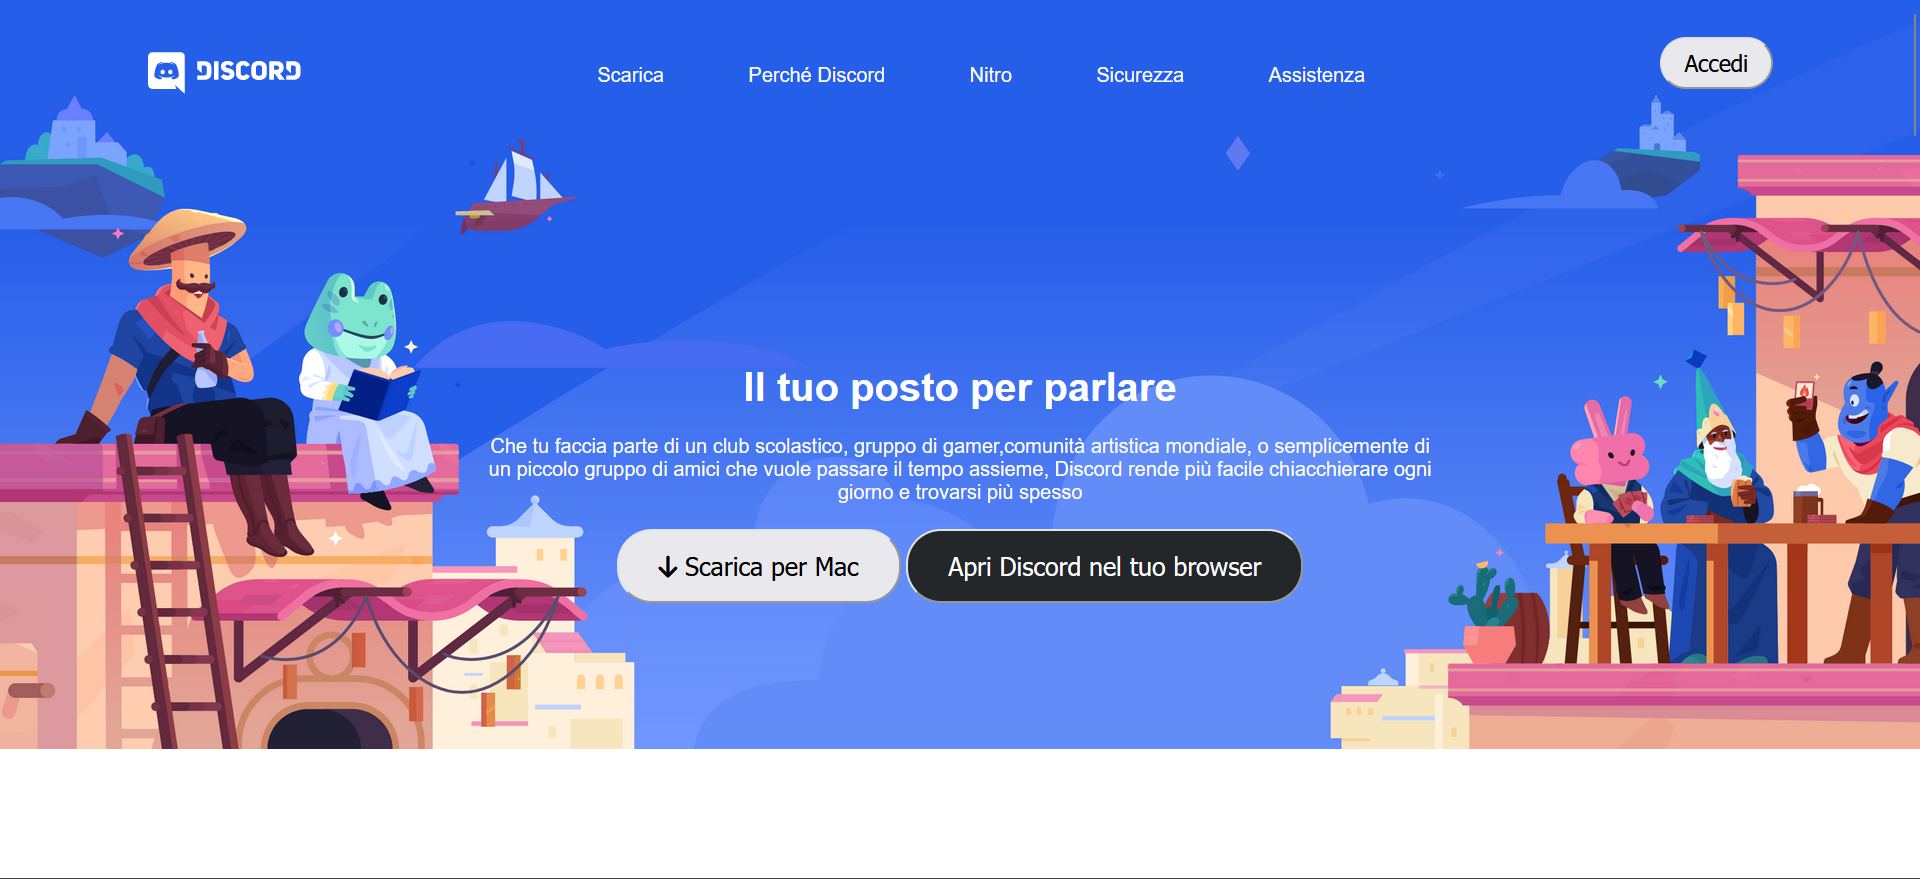 DISCORD
Scarica
Perché Discord
Nitro
Sicurezza
Assistenza
Accedi
Il tuo posto per parlare
Che tu faccia parte di un club scolastico, gruppo di gamer,comunità artistica mondiale, o semplicemente di
un piccolo gruppo di amici che vuole passare il tempo assieme, Discord rende più facile chiacchierare ogni
giorno e trovarsi più spesso
Scarica per Mac
Apri Discord nel tuo browser